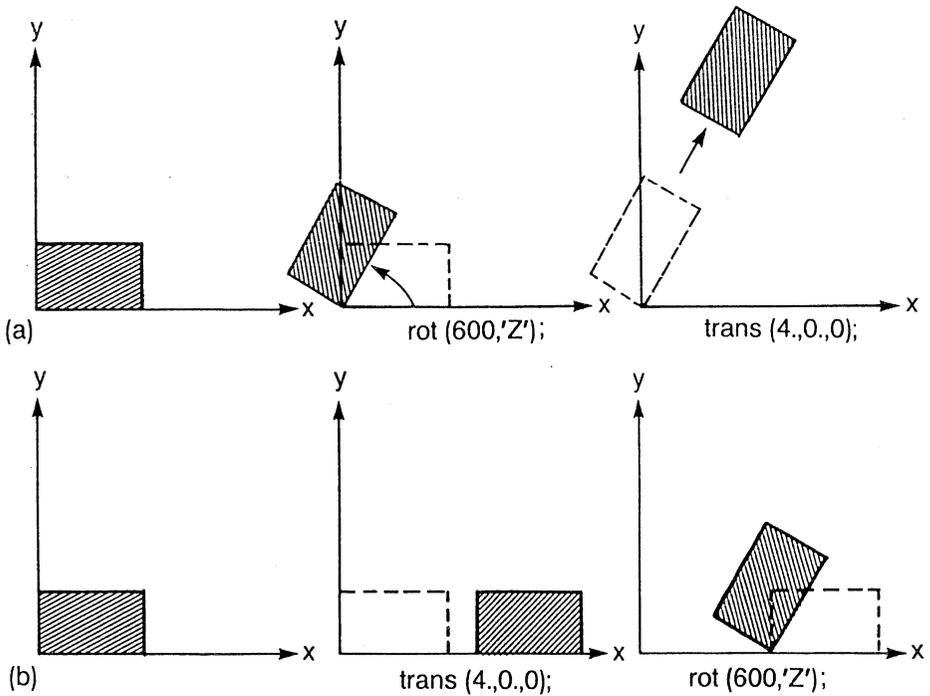 y y y
x x x
(a) rot (600,'Z'); trans (4.,0.,0);
y y y
x x x
(b) trans (4.,0.,0); rot (600,'Z');